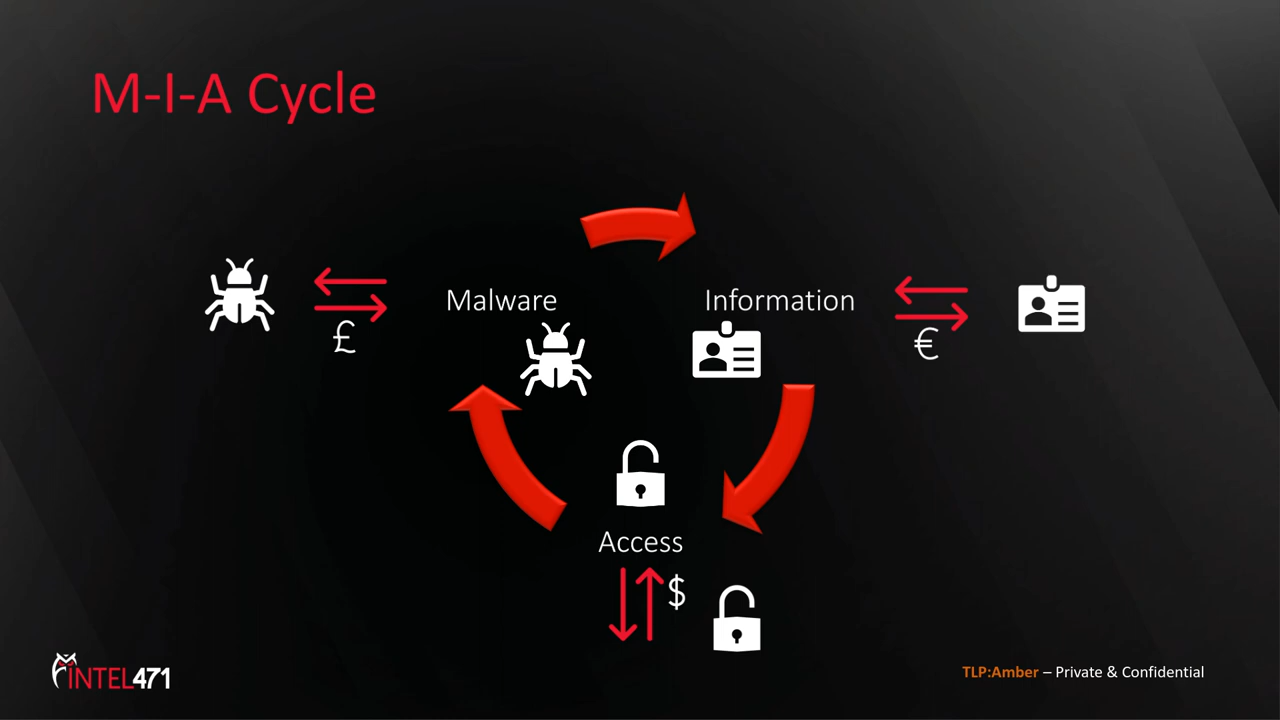 M-I-A Cycle
Malware
Information
£
€
Access
$
INTEL471
TLP:Amber – Private & Confidential